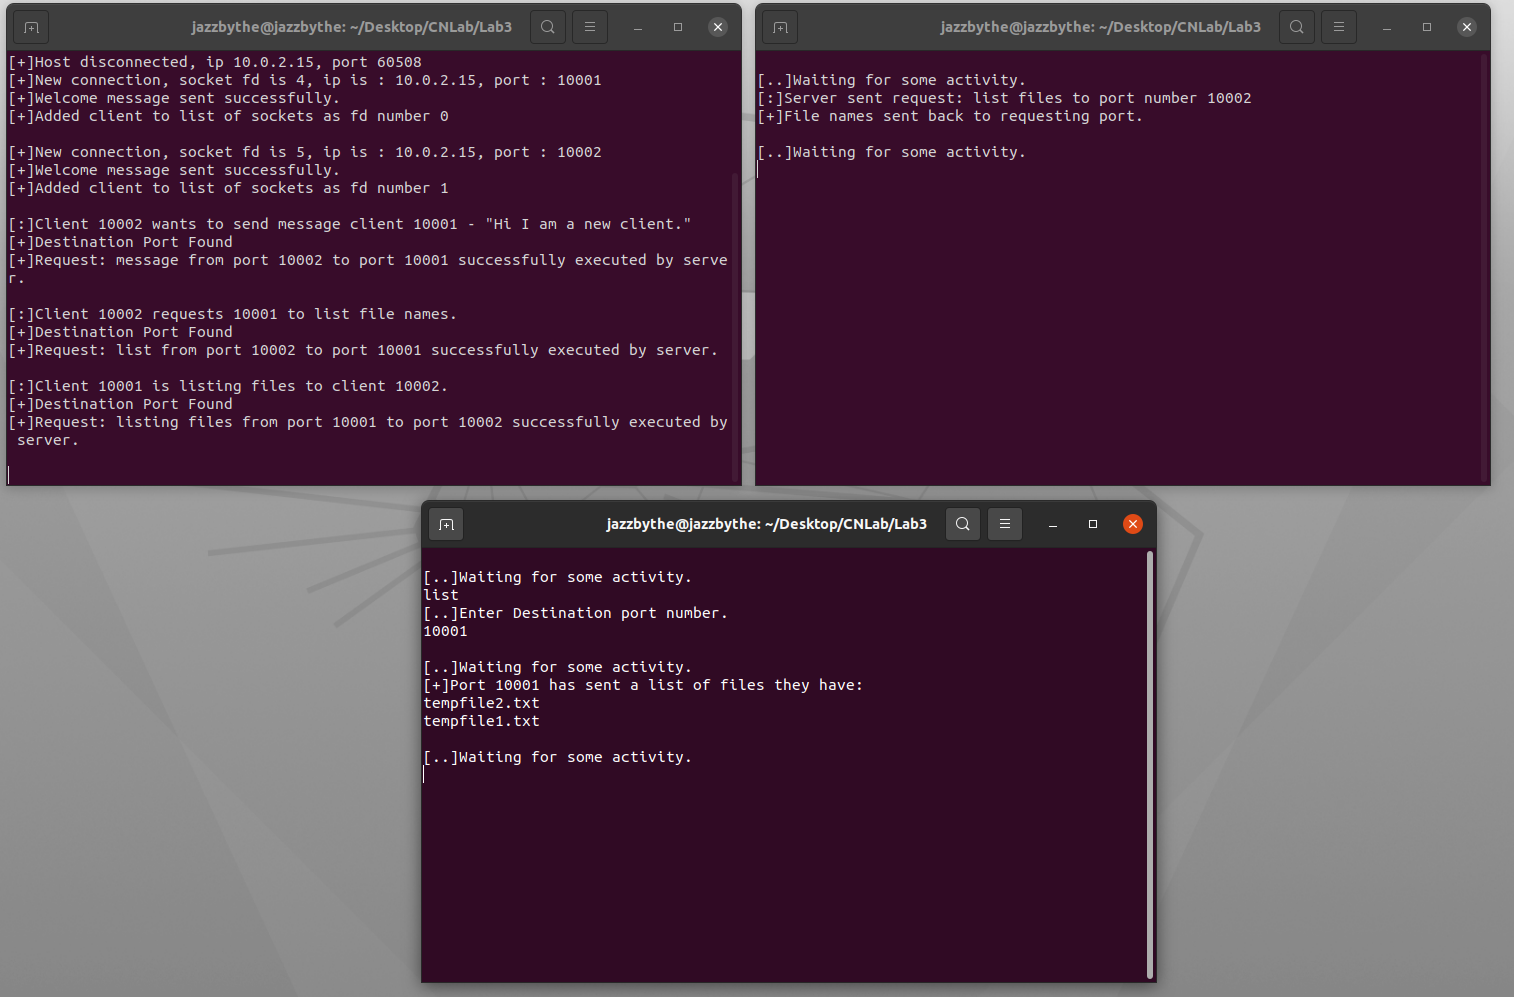 jazzbythe@jazzbythe: ~/Desktop/CNLab/Lab3
[+]Host disconnected, ip 10.0.2.15, port 60508
[+]New connection, socket fd is 4, ip is : 10.0.2.15, port : 10001
[+]Welcome message sent successfully.
[+]Added client to list of sockets as fd number 0
[+]New connection, socket fd is 5, ip is : 10.0.2.15, port : 10002
[+]Welcome message sent successfully.
[+]Added client to list of sockets as fd number 1
[:]Client 10002 wants to send message client 10001 - "Hi I am a new client."
[+]Destination Port Found
[+]Request: message from port 10002 to port 10001 successfully executed by serve
r.
[:]Client 10002 requests 10001 to list file names.
[+]Destination Port Found
[+]Request: list from port 10002 to port 10001 successfully executed by server.
[:]Client 10001 is listing files to client 10002.
[+]Destination Port Found
[+]Request: listing files from port 10001 to port 10002 successfully executed by
server.
jazzbythe@jazzbythe: ~/Desktop/CNLab/Lab3
[..]Waiting for some activity.
[:]Server sent request: list files to port number 10002
[+]File names sent back to requesting port.
[..]Waiting for some activity.
jazzbythe@jazzbythe: ~/Desktop/CNLab/Lab3
[..]Waiting for some activity.
list
[..]Enter Destination port number.
10001
[..]Waiting for some activity.
[+]Port 10001 has sent a list of files they have:
tempfile2.txt
tempfile1.txt
[..]Waiting for some activity.